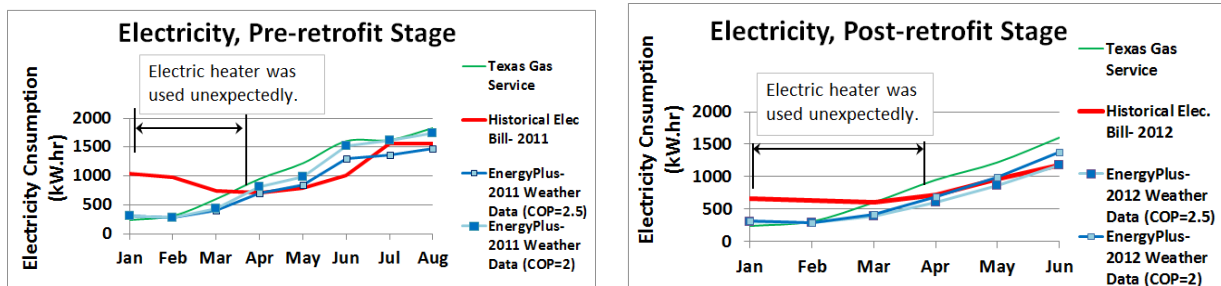 Electricity, Pre-retrofit Stage
Electric heater was
used unexpectedly.
Electricity Cnsumption
(kW.hr)
2000
1500
1000
500
0
Jan Feb Mar Apr May Jun Jul Aug
Texas Gas
Service
Historical Elec
Bill- 2011
EnergyPlus-
2011 Weather
Data (COP=2.5)
EnergyPlus-
2011 Weather
Data (COP=2)
Electricity, Post-retrofit Stage
Electric heater was
used unexpectedly.
Electricity Cnsumption
(kW.hr)
2000
1500
1000
500
0
Jan Feb Mar Apr May Jun
Texas Gas
Service
Historical Elec.
Bill- 2012
EnergyPlus-
2012 Weather
Data (COP=2.5)
EnergyPlus-
2012 Weather
Data (COP=2)